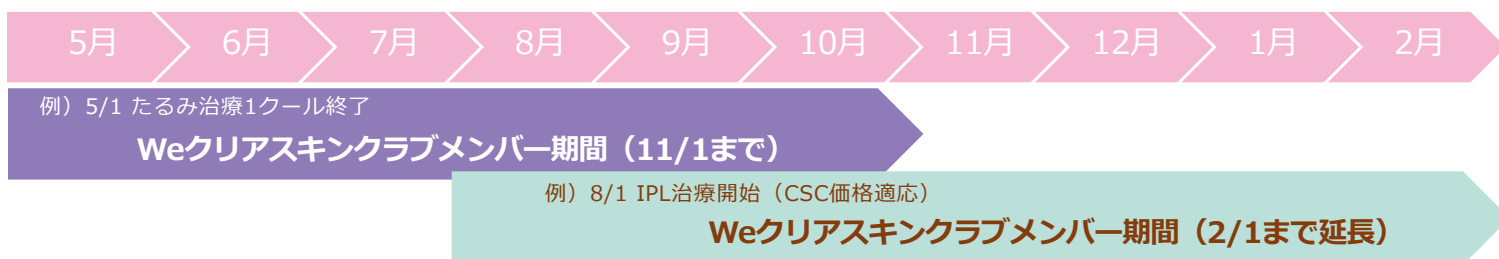 5月 6月 7月 8月 9月 10月 11月 12月 1月 2月
例）5/1 たるみ治療1クール終了
Weクリアスキンクラブメンバー期間（11/1まで）
例）8/1 IPL治療開始（CSC価格適応）
Weクリアスキンクラブメンバー期間（2/1まで延長）